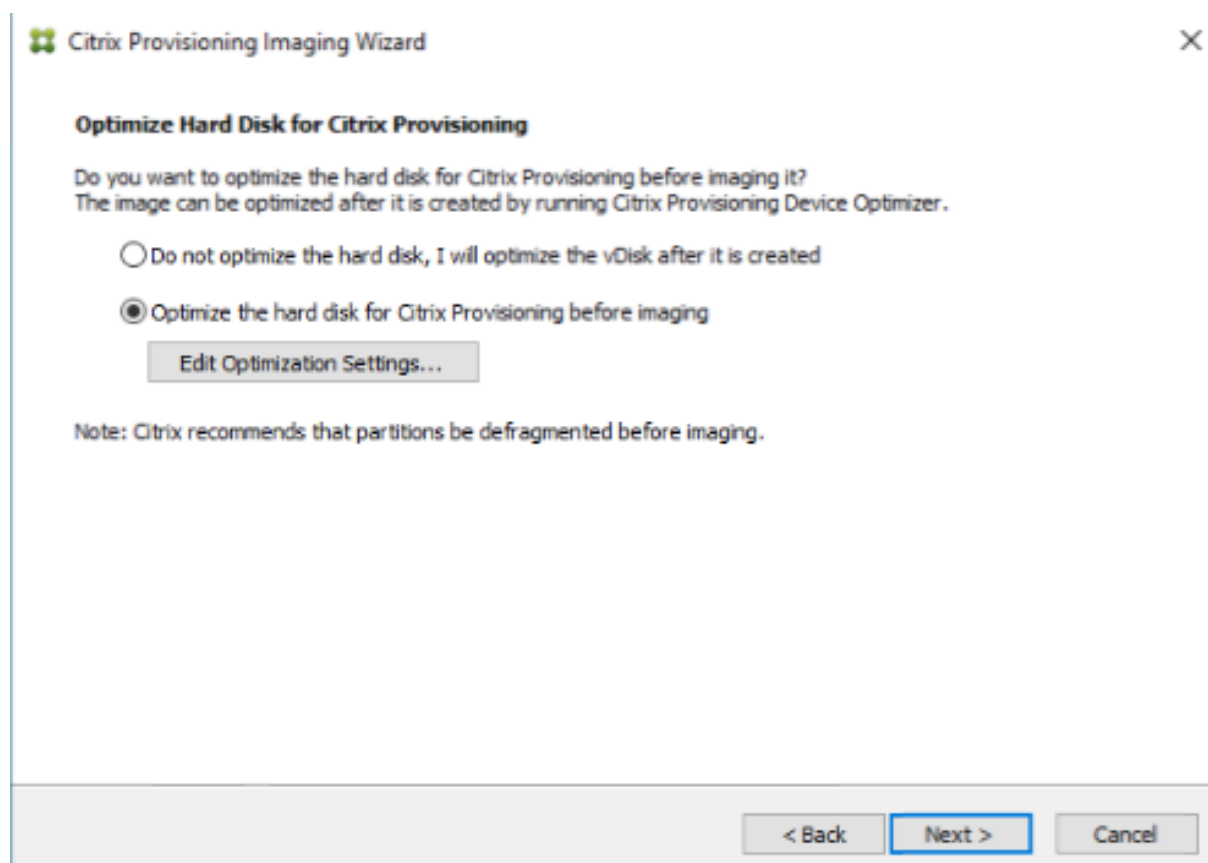 Citrix Provisioning Imaging Wizard
Optimize Hard Disk for Citrix Provisioning
Do you want to optimize the hard disk for Citrix Provisioning before imaging it?
The image can be optimized after it is created by running Citrix Provisioning Device Optimizer.
Do not optimize the hard disk, I will optimize the vDisk after it is created
Optimize the hard disk for Citrix Provisioning before imaging
Edit Optimization Settings...
Note: Citrix recommends that partitions be defragmented before imaging.
< Back Next > Cancel